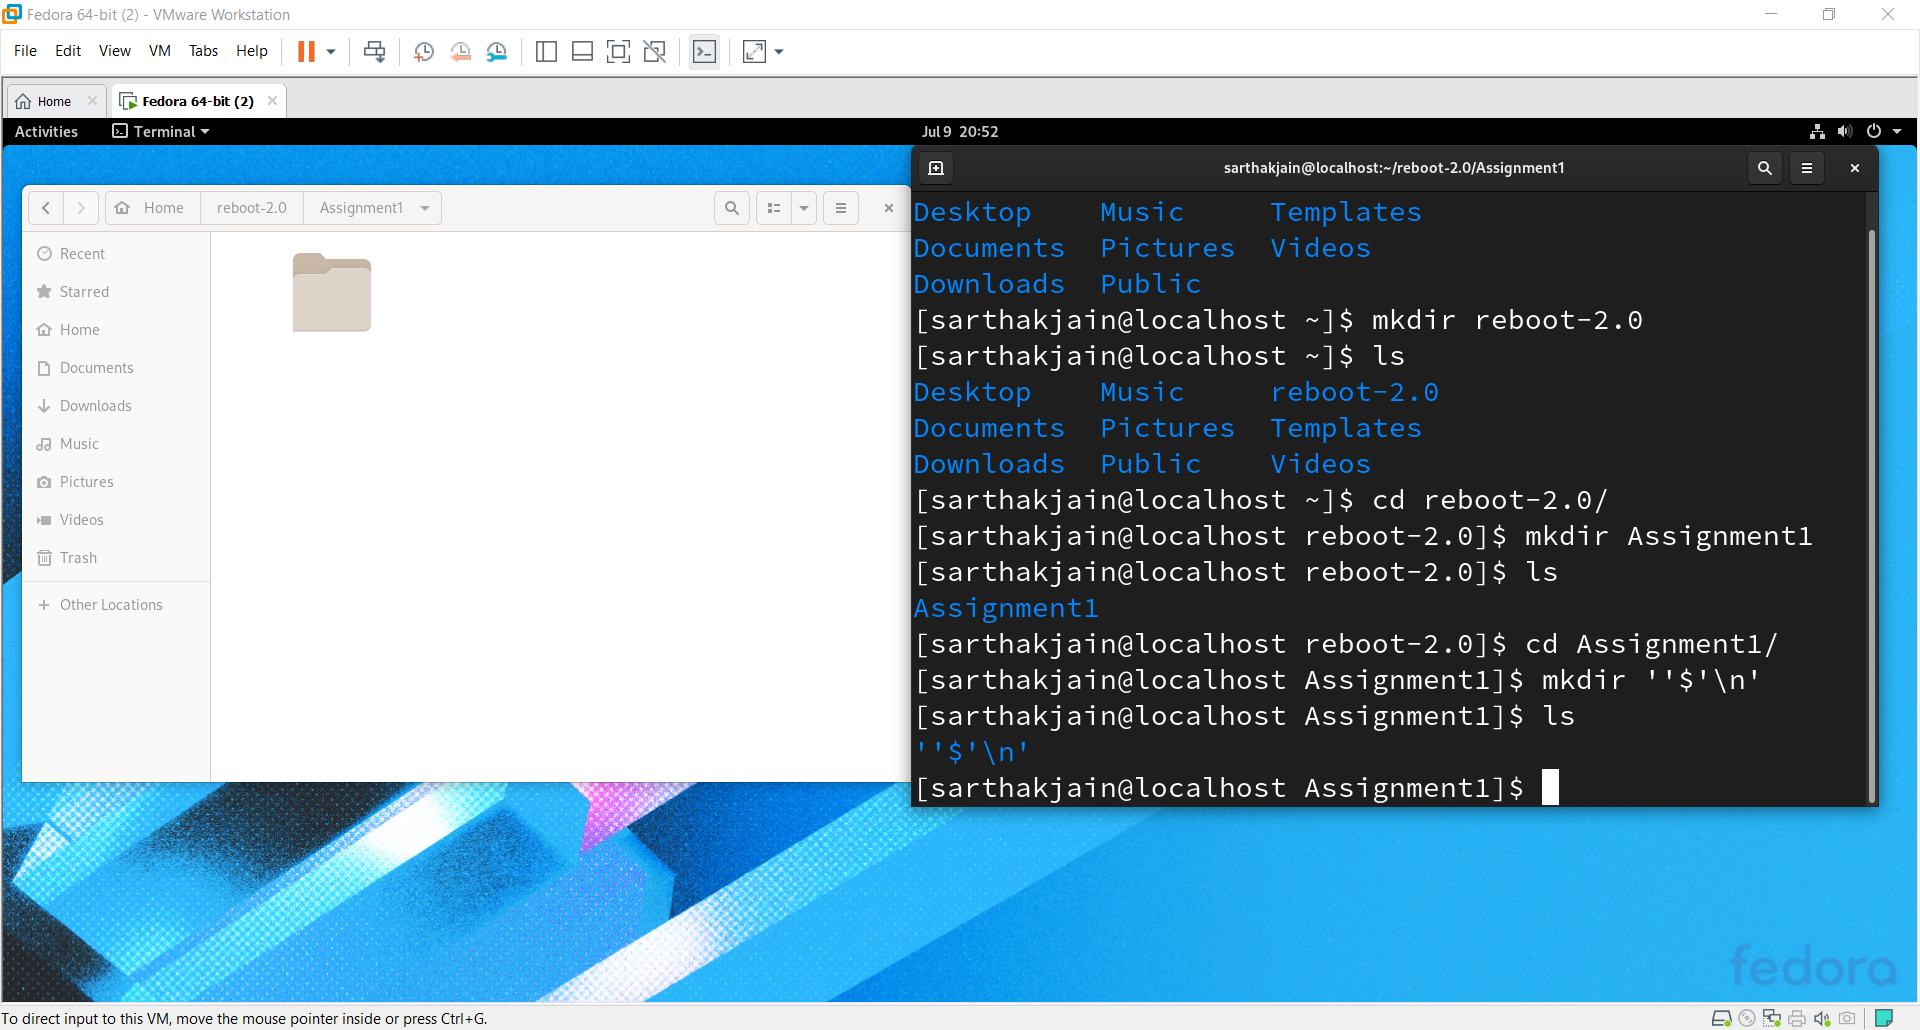 Fedora 64-bit (2) - VMware Workstation
File Edit View VM Tabs Help
Home
Fedora 64-bit (2)
Activities
Terminal
Jul 9 20:52
Home
reboot-2.0
Assignment1
Recent
Starred
Home
Documents
Downloads
Music
Pictures
Videos
Trash
Other Locations
sarthakjain@localhost:~/reboot-2.0/Assignment1
Desktop Music Templates
Documents Pictures Videos
Downloads Public
[sarthakjain@localhost ~]$ mkdir reboot-2.0
[sarthakjain@localhost ~]$ ls
Desktop Music reboot-2.0
Documents Pictures Templates
Downloads Public Videos
[sarthakjain@localhost ~]$ cd reboot-2.0/
[sarthakjain@localhost reboot-2.0]$ mkdir Assignment1
[sarthakjain@localhost reboot-2.0]$ ls
Assignment1
[sarthakjain@localhost reboot-2.0]$ cd Assignment1/
[sarthakjain@localhost Assignment1]$ mkdir ''$'\n'
[sarthakjain@localhost Assignment1]$ ls
''$'\n'
[sarthakjain@localhost Assignment1]$
fedora
To direct input to this VM, move the mouse pointer inside or press Ctrl+G.